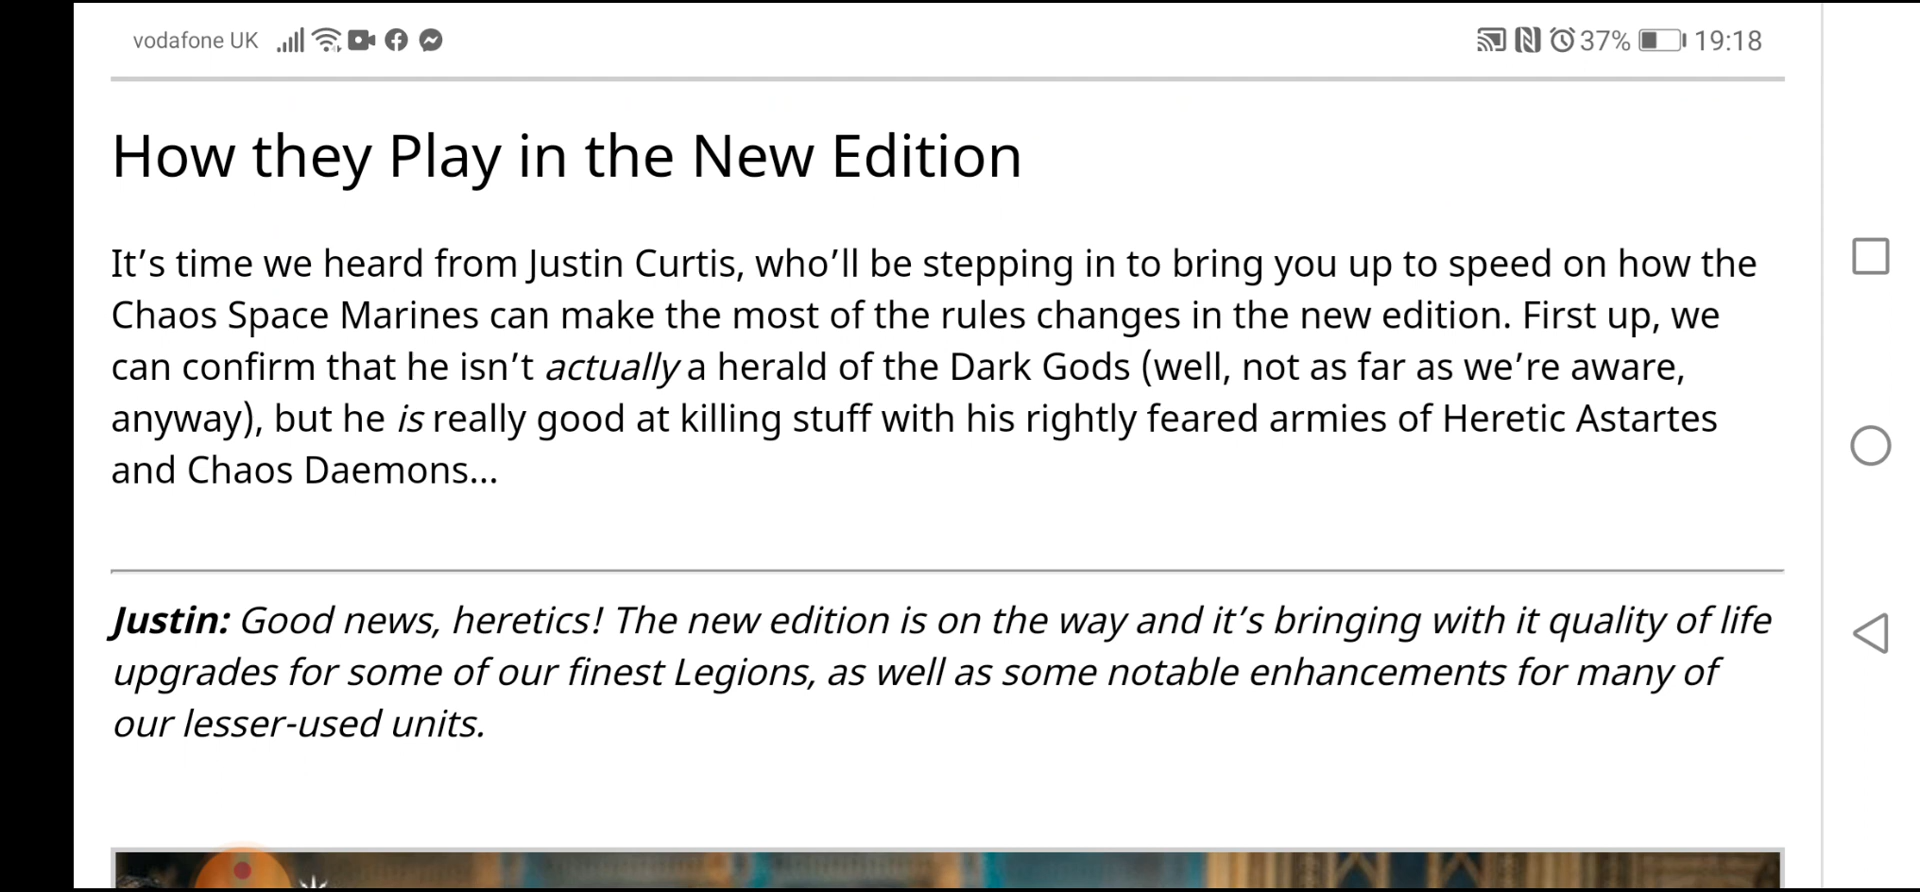 vodafone UK 37% 19:18
How they Play in the New Edition
It’s time we heard from Justin Curtis, who’ll be stepping in to bring you up to speed on how the
Chaos Space Marines can make the most of the rules changes in the new edition. First up, we
can confirm that he isn’t actually a herald of the Dark Gods (well, not as far as we’re aware,
anyway), but he is really good at killing stuff with his rightly feared armies of Heretic Astartes
and Chaos Daemons...
Justin: Good news, heretics! The new edition is on the way and it’s bringing with it quality of life
upgrades for some of our finest Legions, as well as some notable enhancements for many of
our lesser-used units.